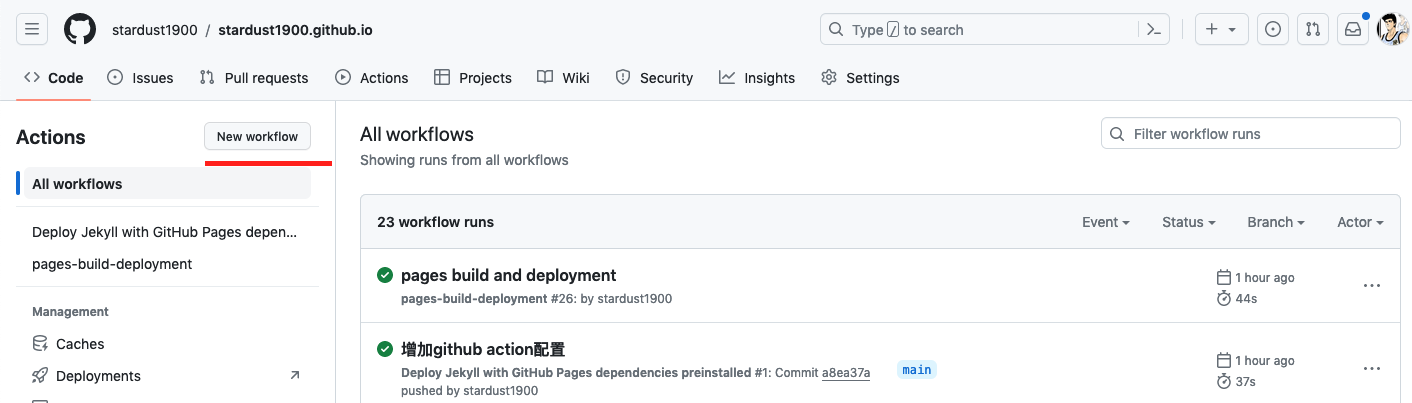 stardust1900 / stardust1900.github.io
Type / to search
Code Issues Pull requests Actions Projects Wiki Security Insights Settings
Actions
New workflow
All workflows
Deploy Jekyll with GitHub Pages depen...
pages-build-deployment
Management
Caches
Deployments
All workflows
Showing runs from all workflows
Filter workflow runs
23 workflow runs
Event Status Branch Actor
pages build and deployment
pages-build-deployment #26: by stardust1900
1 hour ago
44s
增加github action配置
Deploy Jekyll with GitHub Pages dependencies preinstalled #1: Commit a8ea37a
pushed by stardust1900
main
1 hour ago
37s